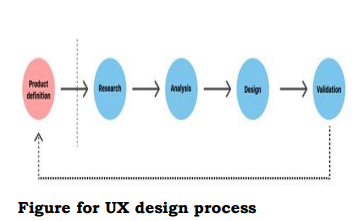 Product
definition
Research
Analysis
Design
Validation
Figure for UX design process